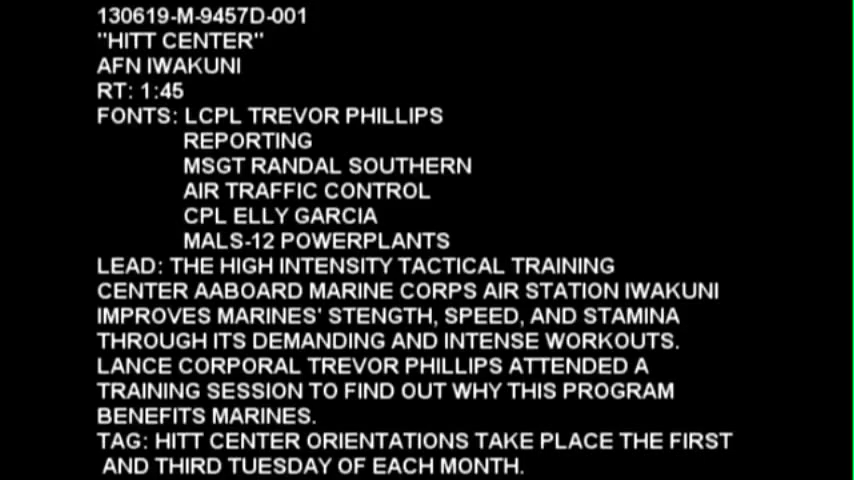 130619-M-9457D-001
"HITT CENTER"
AFN IWAKUNI
RT: 1:45
FONTS: LCPL TREVOR PHILLIPS
REPORTING
MSGT RANDAL SOUTHERN
AIR TRAFFIC CONTROL
CPL ELLY GARCIA
MALS-12 POWERPLANTS
LEAD: THE HIGH INTENSITY TACTICAL TRAINING
CENTER AABOARD MARINE CORPS AIR STATION IWAKUNI
IMPROVES MARINES' STENGTH, SPEED, AND STAMINA
THROUGH ITS DEMANDING AND INTENSE WORKOUTS.
LANCE CORPORAL TREVOR PHILLIPS ATTENDED A
TRAINING SESSION TO FIND OUT WHY THIS PROGRAM
BENEFITS MARINES.
TAG: HITT CENTER ORIENTATIONS TAKE PLACE THE FIRST
AND THIRD TUESDAY OF EACH MONTH.